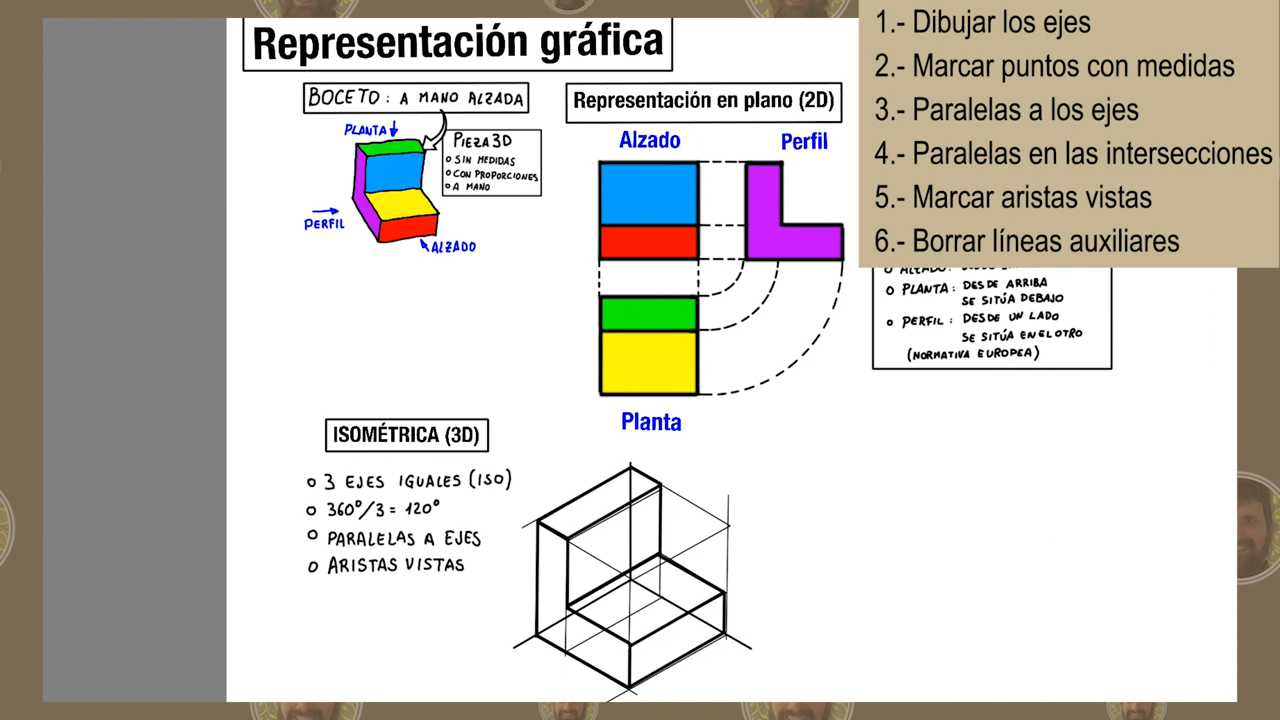 Representación gráfica
BOCETO: A MANO ALZADA
PLANTA
PIEZA 3D
SIN MEDIDAS
CON PROPORCIONES
A MANO
PERFIL
ALZADO
Representación en plano (2D)
Alzado
Perfil
Planta
1.- Dibujar los ejes
2.- Marcar puntos con medidas
3.- Paralelas a los ejes
4.- Paralelas en las intersecciones
5.- Marcar aristas vistas
6.- Borrar líneas auxiliares
PLANTA: DESDE ARRIBA
SE SITÚA DEBAJO
PERFIL: DESDE UN LADO
SE SITÚA EN EL OTRO
(NORMATIVA EUROPEA)
ISOMÉTRICA (3D)
3 EJES IGUALES (ISO)
360º/3 = 120º
PARALELAS A EJES
ARISTAS VISTAS